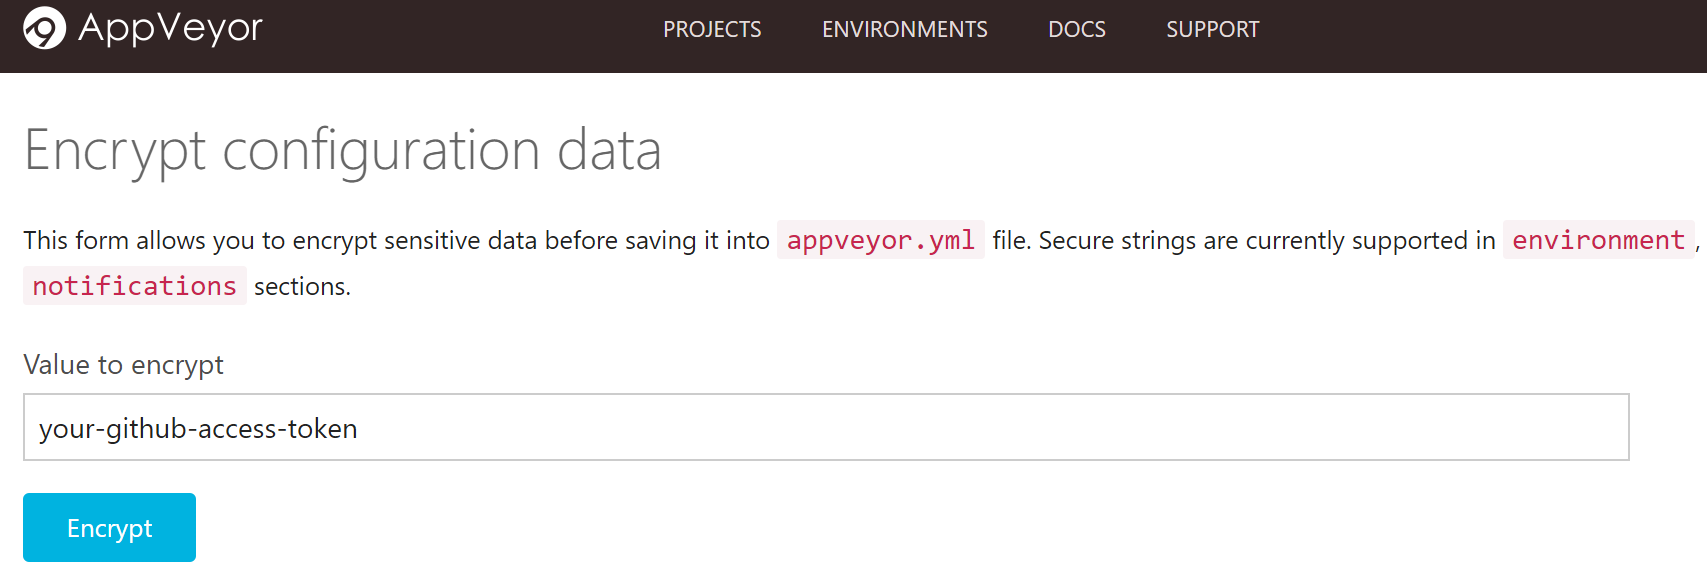 AppVeyor PROJECTS ENVIRONMENTS DOCS SUPPORT
Encrypt configuration data
This form allows you to encrypt sensitive data before saving it into appveyor.yml file. Secure strings are currently supported in environment,
notifications sections.
Value to encrypt
your-github-access-token
Encrypt